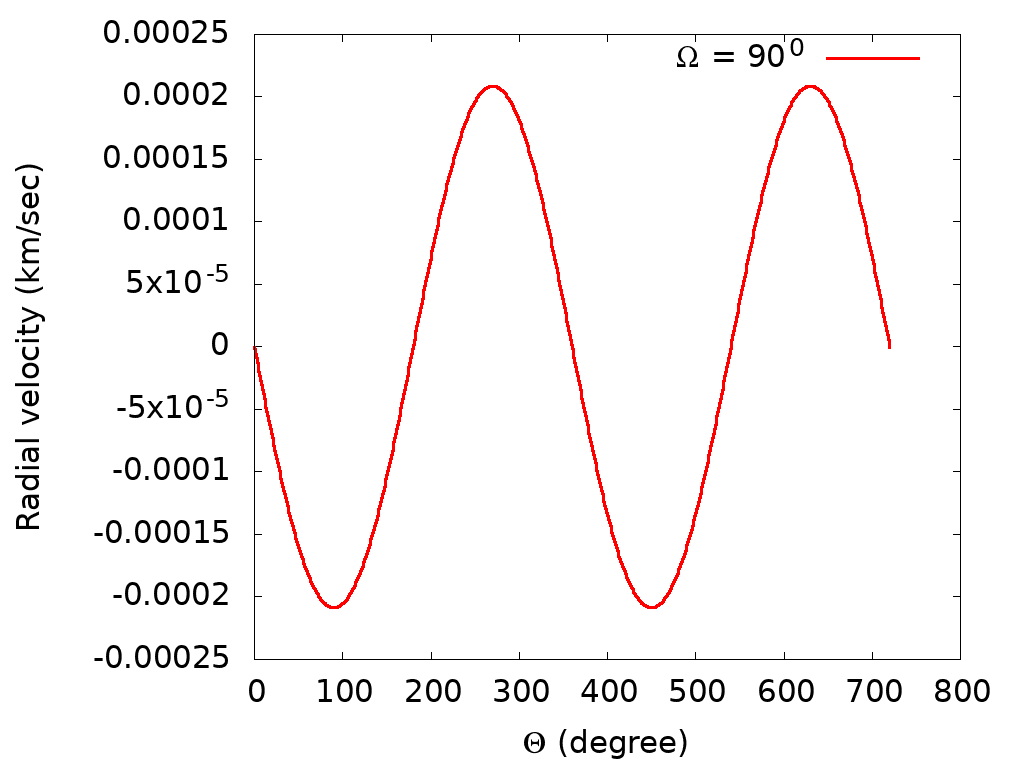 0.00025
0.0002
0.00015
0.0001
5x10⁻⁵
0
-5x10⁻⁵
-0.0001
-0.00015
-0.0002
-0.00025
Radial velocity (km/sec)
Ω = 90⁰
0 100 200 300 400 500 600 700 800
Θ (degree)